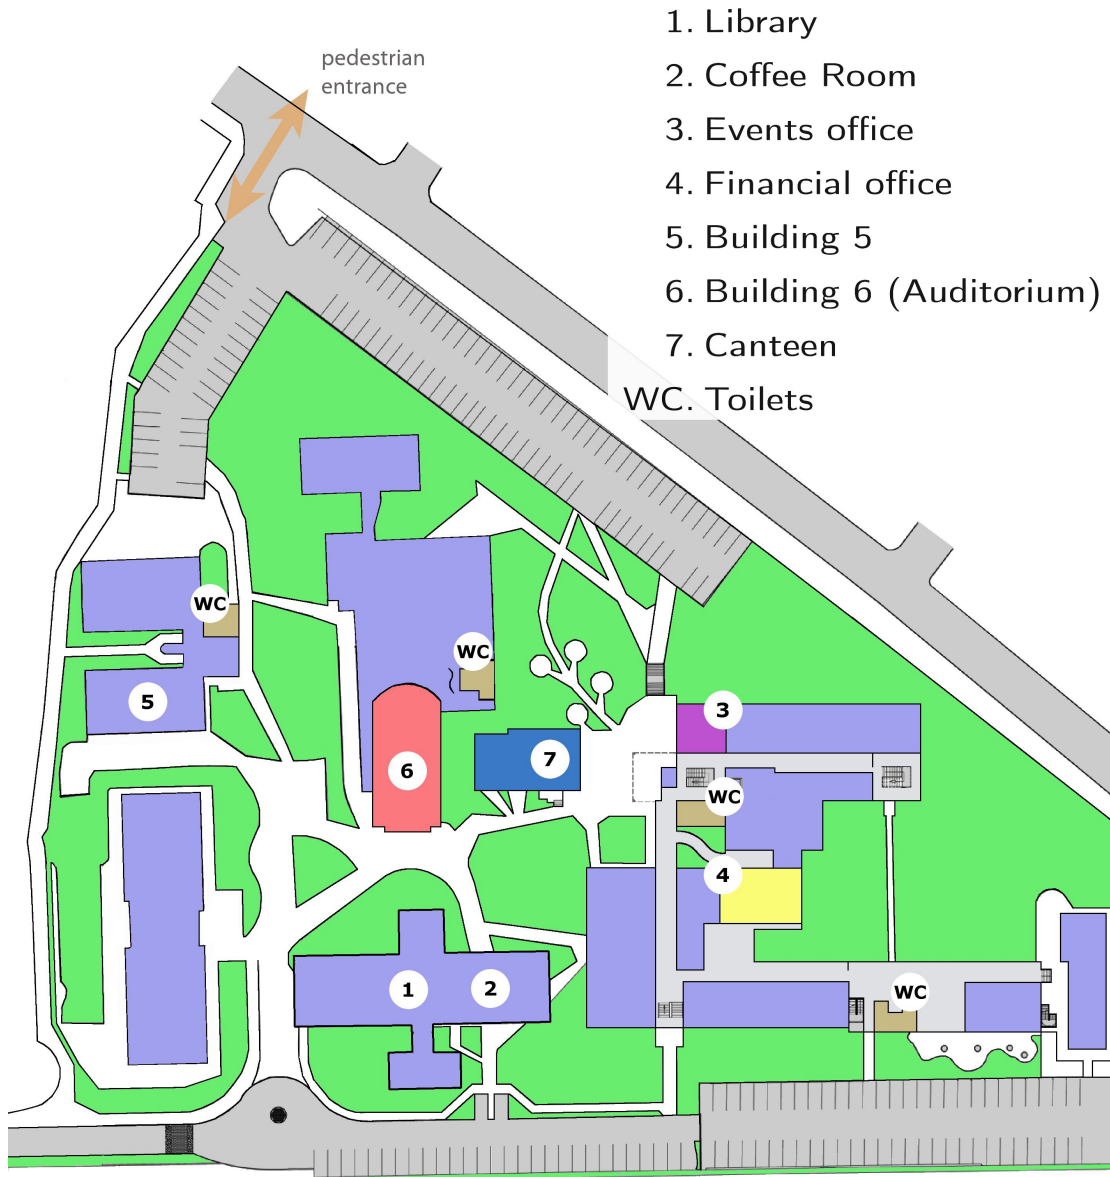 1. Library
pedestrian
entrance
2. Coffee Room
3. Events office
4. Financial office
5. Building 5
6. Building 6 (Auditorium)
7. Canteen
WC. Toilets
WC
WC
5
3
7
6
WC
4
1
2
WC